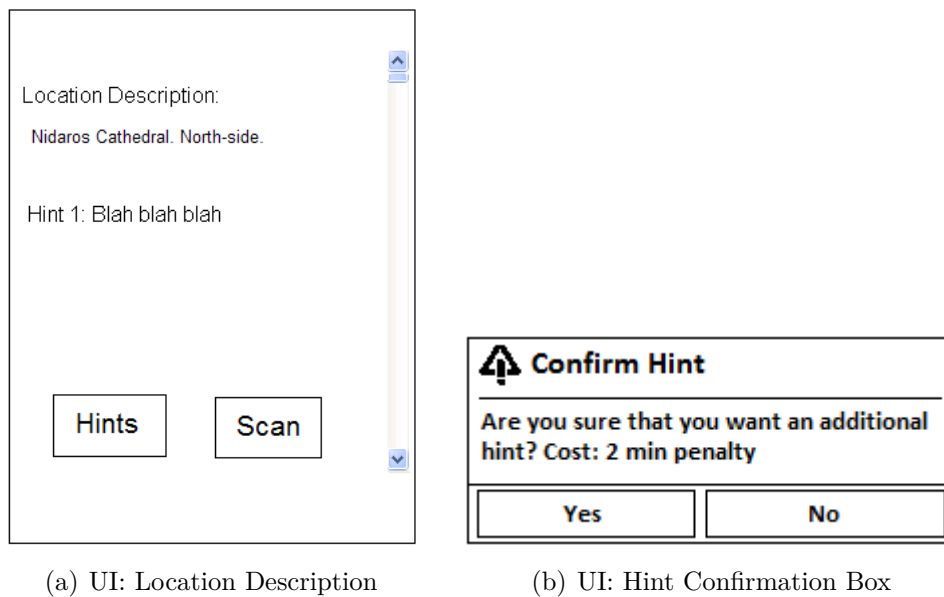 Location Description:
Nidaros Cathedral. North-side.
Hint 1: Blah blah blah
Hints
Scan
(a) UI: Location Description
Confirm Hint
Are you sure that you want an additional
hint? Cost: 2 min penalty
Yes
No
(b) UI: Hint Confirmation Box